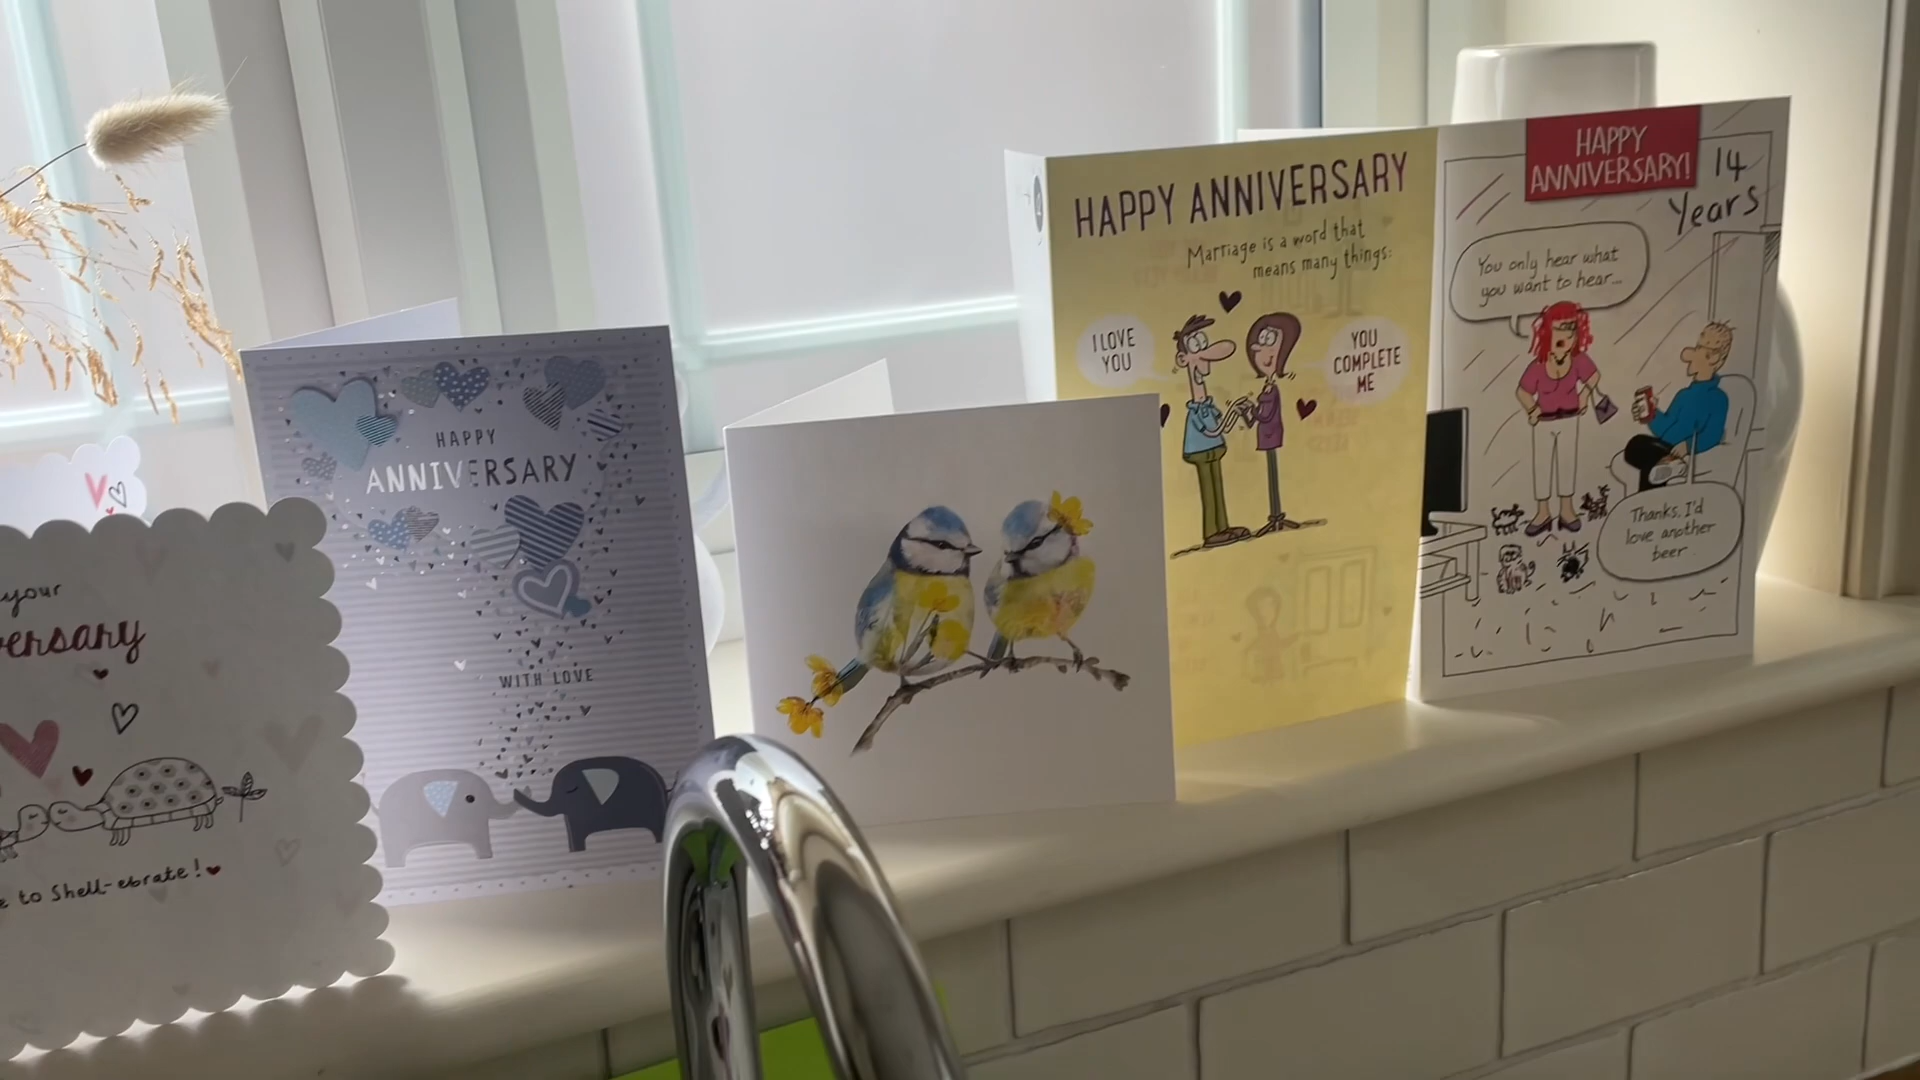 your
ersary
to Shell-ebrate!
HAPPY
ANNIVERSARY
WITH LOVE
HAPPY ANNIVERSARY
Marriage is a word that
means many things:
I LOVE
YOU
YOU
COMPLETE
ME
HAPPY
ANNIVERSARY!
14
Years
You only hear what
you want to hear...
Thanks, I'd
love another
beer.